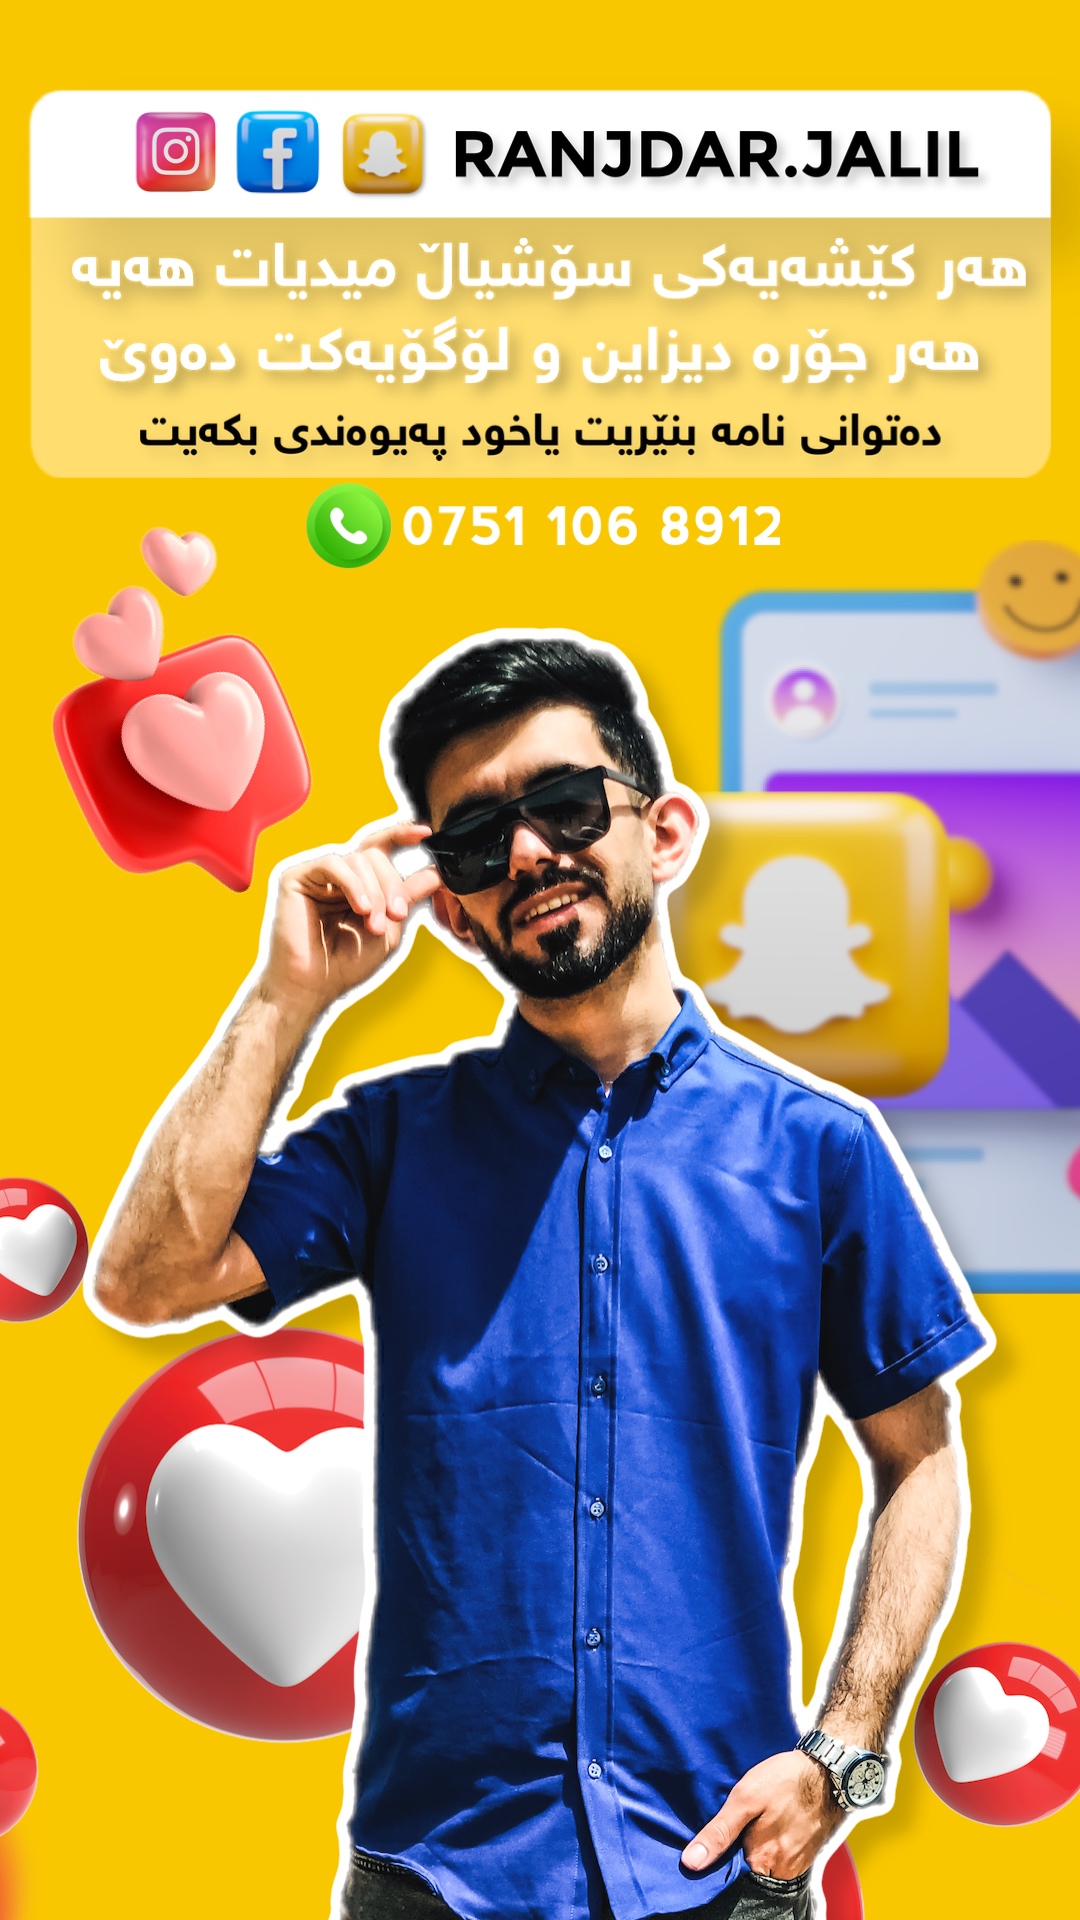 RANJDAR.JALIL
هەر کێشەیەکی سۆشیاڵ میدیات هەیە
هەر جۆرە دیزاین و لۆگۆیەکت دەوێ
دەتوانی نامە بنێریت یاخود پەیوەندی بکەیت
0751 106 8912